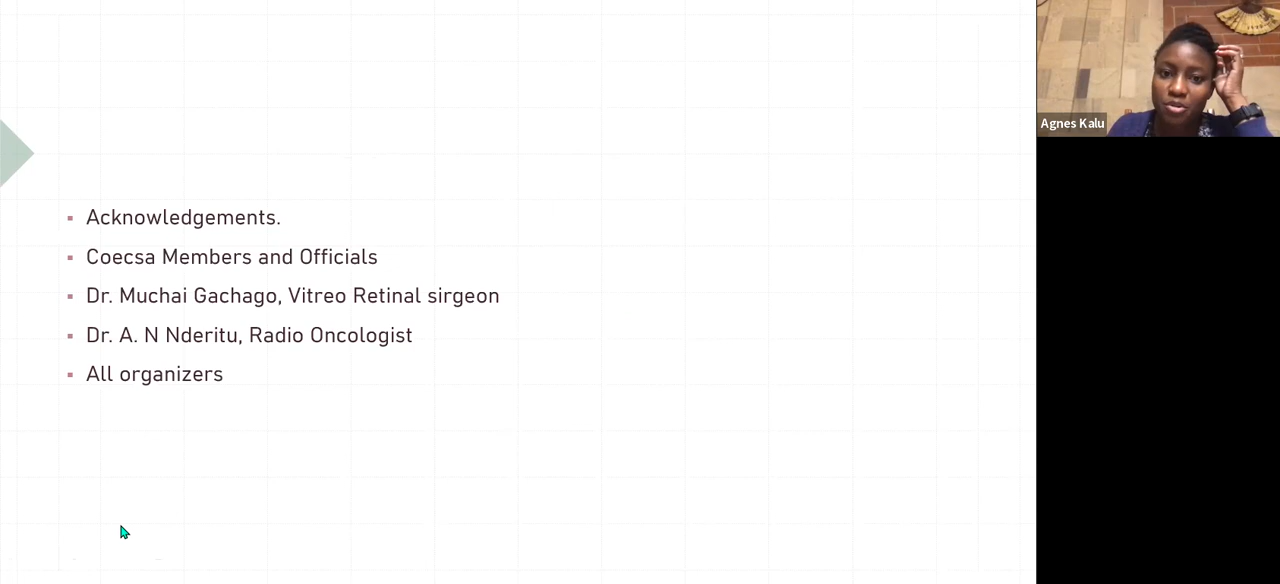 Acknowledgements.
Coecsa Members and Officials
Dr. Muchai Gachago, Vitreo Retinal sirgeon
Dr. A. N Nderitu, Radio Oncologist
All organizers
Agnes Kalu